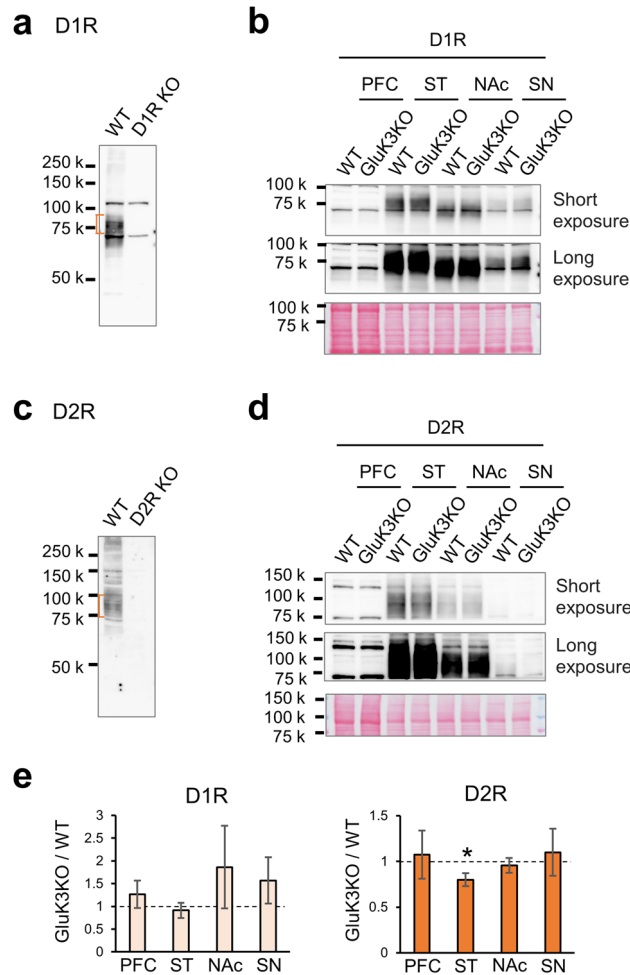 a D1R
WT
D1R KO
250 k
150 k
100 k
75 k
50 k
b
D1R
PFC ST NAc SN
WT GluK3KO WT GluK3KO WT GluK3KO WT GluK3KO
100 k
75 k
Short
exposure
100 k
75 k
Long
exposure
100 k
75 k
c D2R
WT
D2R KO
250 k
150 k
100 k
75 k
50 k
d
D2R
PFC ST NAc SN
WT GluK3KO WT GluK3KO WT GluK3KO WT GluK3KO
150 k
100 k
75 k
Short
exposure
150 k
100 k
75 k
Long
exposure
150 k
100 k
75 k
e
D1R
GluK3KO / WT
3
2.5
2
1.5
1
0.5
0
PFC ST NAc SN
D2R
GluK3KO / WT
1.5
1
0.5
0
*
PFC ST NAc SN